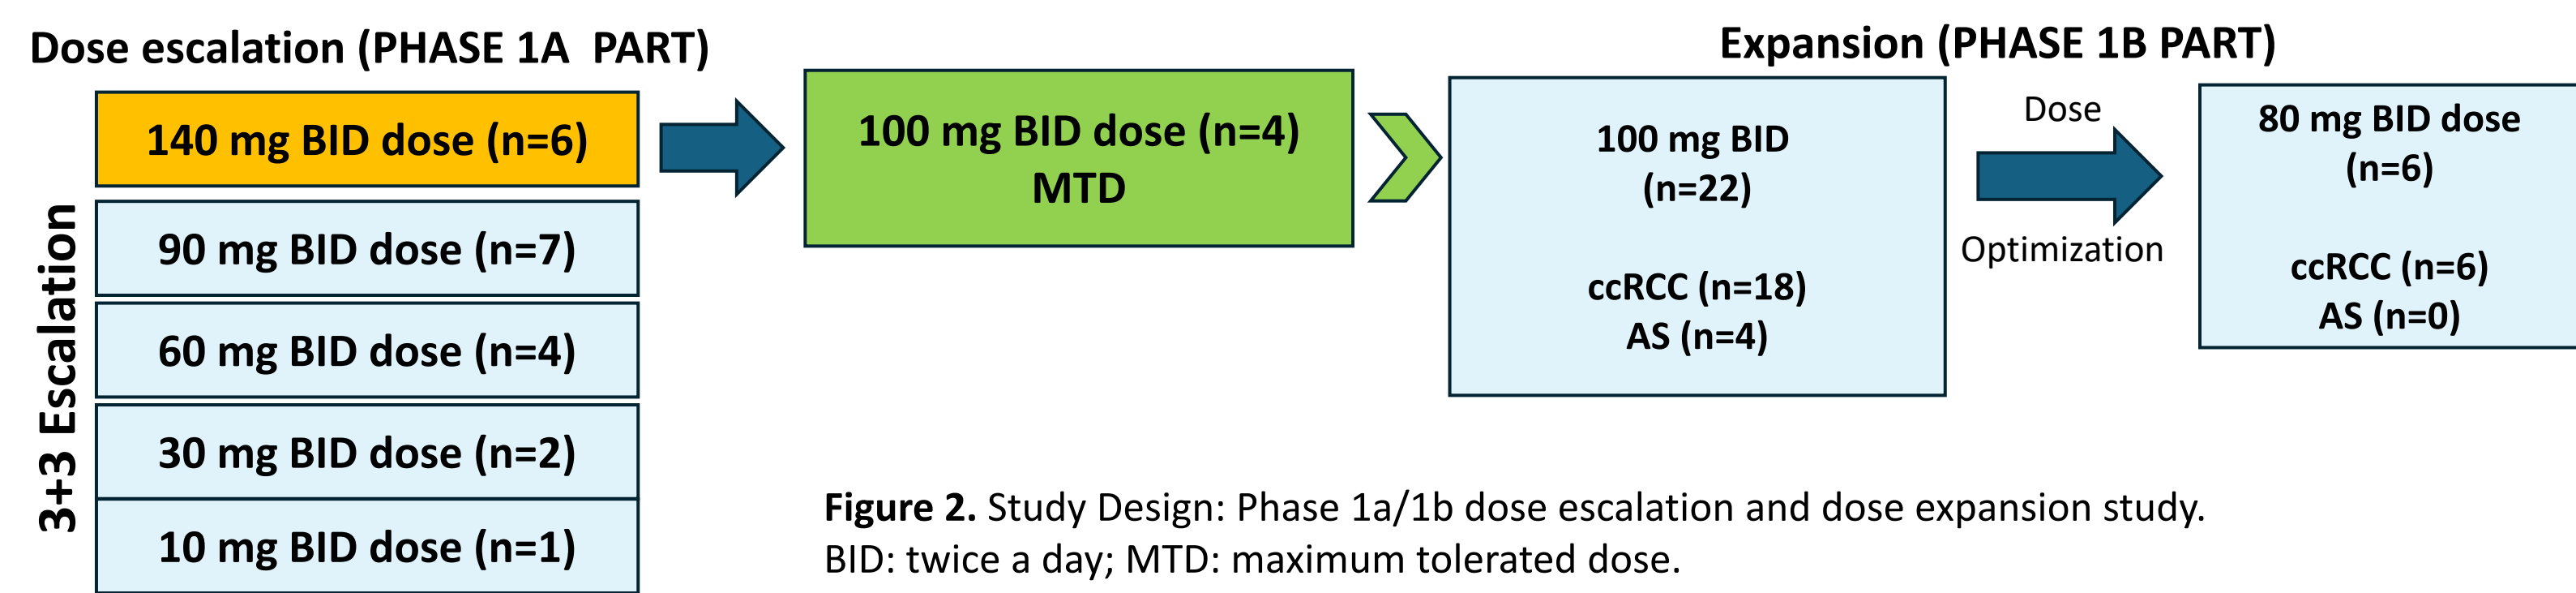 Dose escalation (PHASE 1A  PART)
3+3 Escalation
140 mg BID dose (n=6)
90 mg BID dose (n=7)
60 mg BID dose (n=4)
30 mg BID dose (n=2)
10 mg BID dose (n=1)
100 mg BID dose (n=4)
MTD
Expansion (PHASE 1B PART)
100 mg BID
(n=22)
ccRCC (n=18)
AS (n=4)
Dose
Optimization
80 mg BID dose
(n=6)
ccRCC (n=6)
AS (n=0)
Figure 2. Study Design: Phase 1a/1b dose escalation and dose expansion study.
BID: twice a day; MTD: maximum tolerated dose.